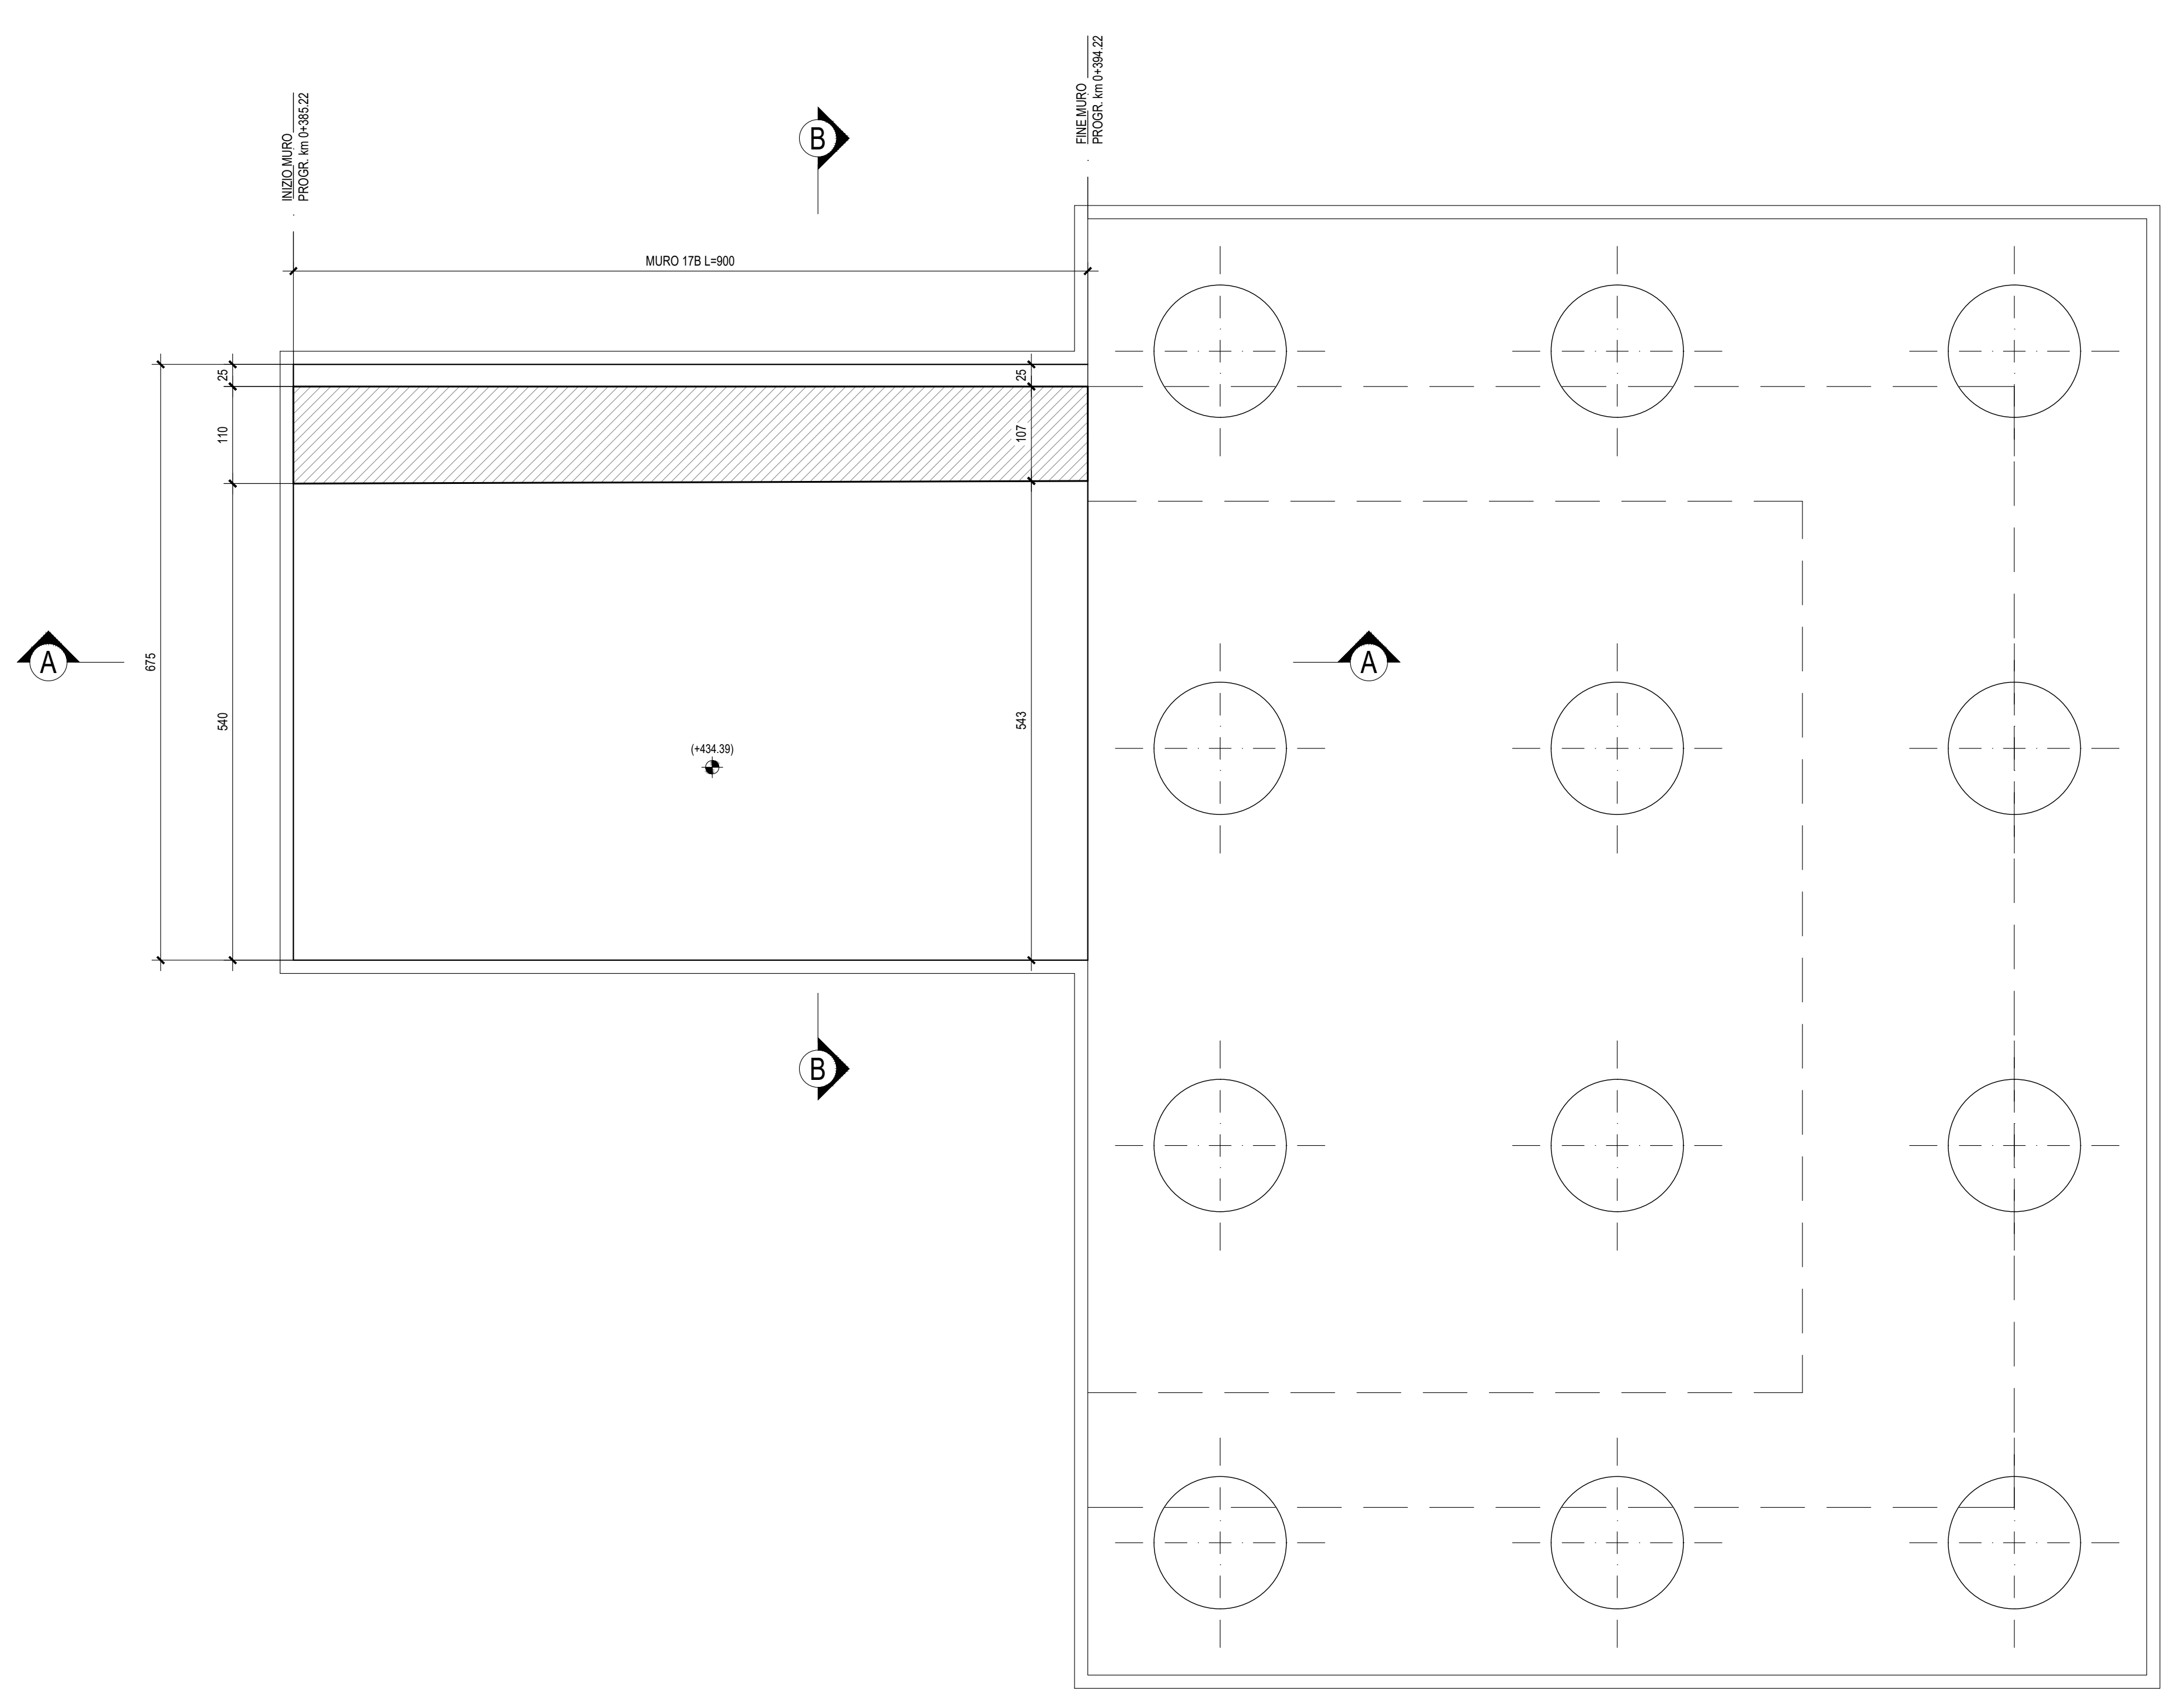 INIZIO MURO
PROGR. km 0+385.22
FINE MURO
PROGR. km 0+394.22
B
MURO 17B L=900
25
25
110
107
675
A
A
540
543
(+434.39)
B